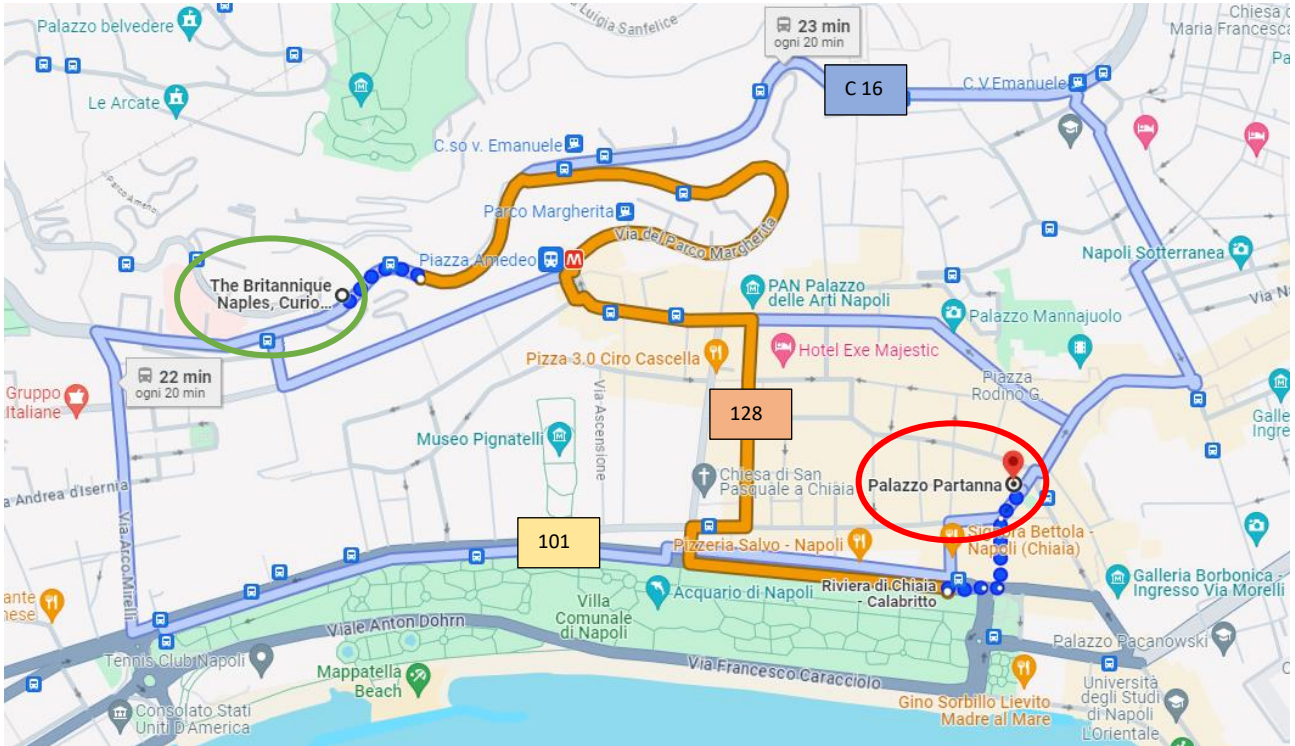 Palazzo belvedere
Luigia Sanfelice
23 min
ogni 20 min
Chiesa
Maria Francesca
Le Arcate
C 16
C.V.Emanuele
C.so v. Emanuele
Parco Margherita
Via del Parco Margherita
Piazza Amedeo
M
Napoli Sotterranea
The Britannique
Naples, Curio...
PAN Palazzo
delle Arti Napoli
Palazzo Mannajuolo
Pizza 3.0 Ciro Cascella
Hotel Exe Majestic
22 min
ogni 20 min
Gruppo
Italiane
Piazza
Rodinò G.
Via Ascensione
128
Museo Pignatelli
Chiesa di San
Pasquale a Chiaia
Palazzo Partanna
a Andrea d'Isernia
Via Arco Mirelli
101
Pizzeria Salvo - Napoli
Signora Bettola -
Napoli (Chiaia)
Riviera di Chiaia
- Calabritto
Acquario di Napoli
Galleria Borbonica -
Ingresso Via Morelli
Villa
Comunale
di Napoli
Viale Anton Dohrn
Palazzo Pacanowski
Tennis Club Napoli
Mappatella
Beach
Via Francesco Caracciolo
Gino Sorbillo Lievito
Madre al Mare
Università
degli Studi
di Napoli
L'Orientale
Consolato Stati
Uniti D'America